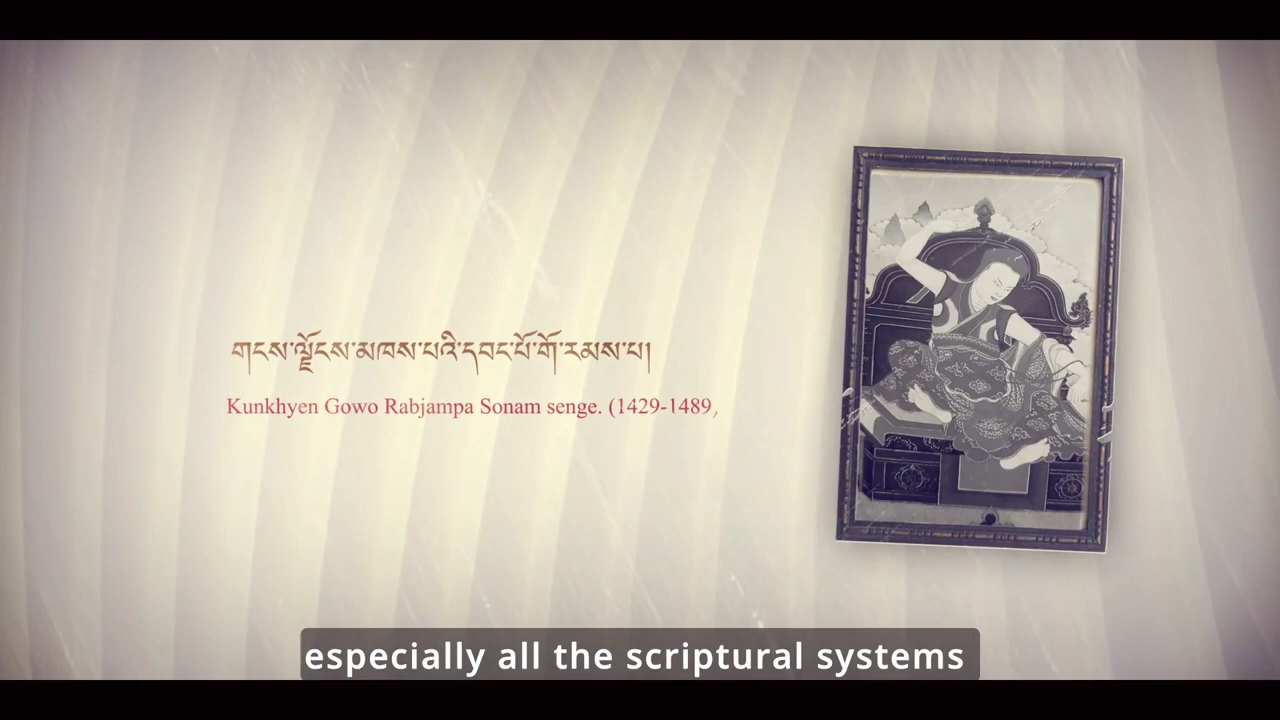 གངས་ལྗོངས་མཁས་པའི་དབང་པོ་གོ་རམས་པ།
Kunkhyen Gowo Rabjampa Sonam senge. (1429-1489)
especially all the scriptural systems